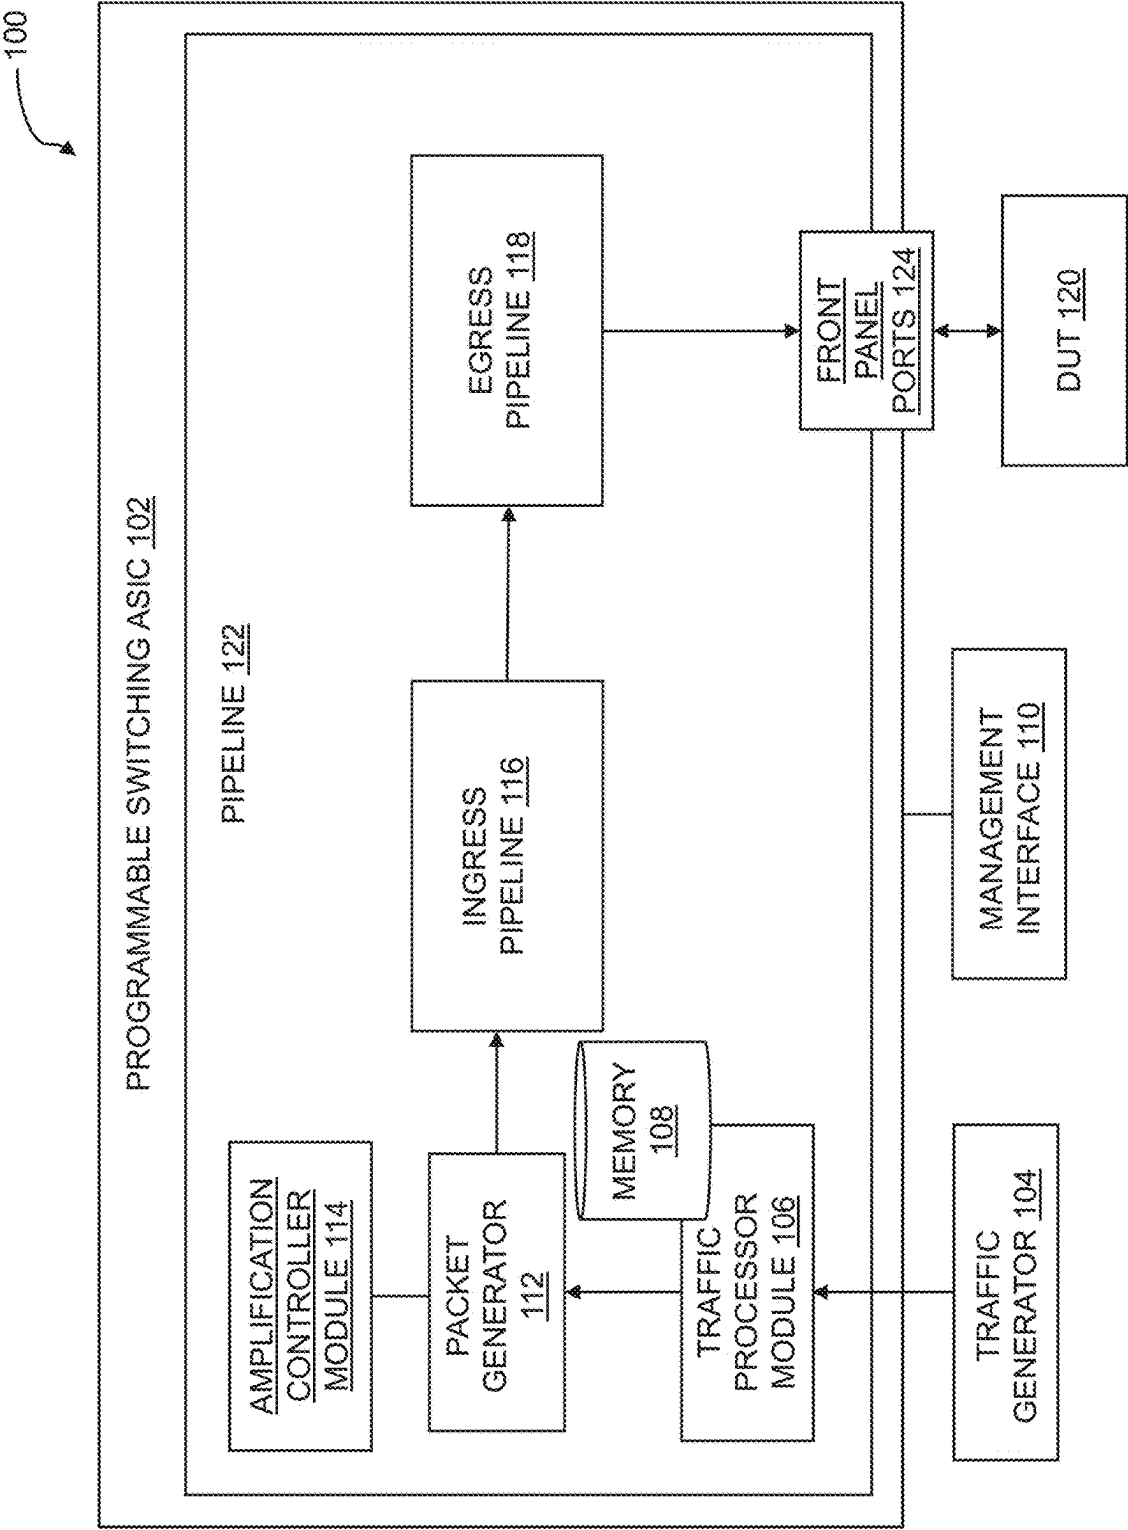 100
PROGRAMMABLE SWITCHING ASIC 102
PIPELINE 122
AMPLIFICATION
CONTROLLER
MODULE 114
PACKET
GENERATOR
112
INGRESS
PIPELINE 116
EGRESS
PIPELINE 118
MEMORY
108
TRAFFIC
PROCESSOR
MODULE 106
FRONT
PANEL
PORTS 124
TRAFFIC
GENERATOR 104
MANAGEMENT
INTERFACE 110
DUT 120